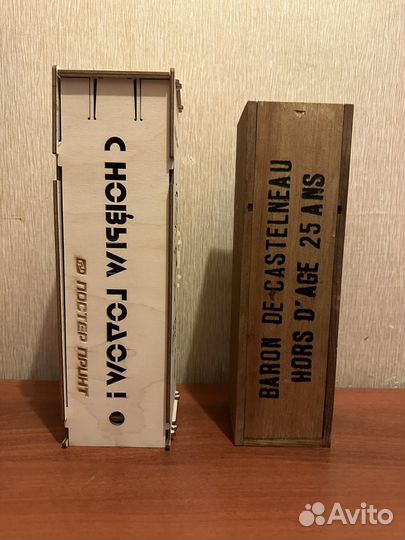 С НОВЫМ ГОДОМ!
ПОСТЕР ПРИНТ
BARON DE CASTELNEAU
HORS D'AGE 25 ANS
Avito